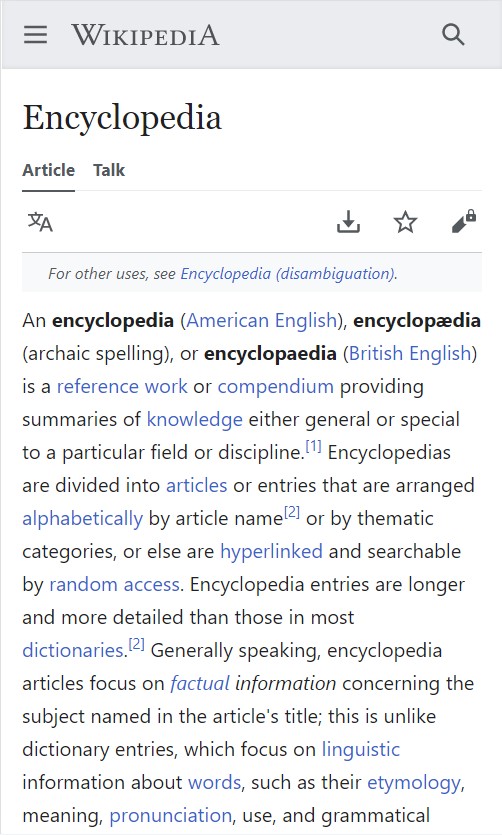 WIKIPEDIA
Encyclopedia
Article Talk
For other uses, see Encyclopedia (disambiguation).
An encyclopedia (American English), encyclopædia
(archaic spelling), or encyclopaedia (British English)
is a reference work or compendium providing
summaries of knowledge either general or special
to a particular field or discipline.[1] Encyclopedias
are divided into articles or entries that are arranged
alphabetically by article name[2] or by thematic
categories, or else are hyperlinked and searchable
by random access. Encyclopedia entries are longer
and more detailed than those in most
dictionaries.[2] Generally speaking, encyclopedia
articles focus on factual information concerning the
subject named in the article's title; this is unlike
dictionary entries, which focus on linguistic
information about words, such as their etymology,
meaning, pronunciation, use, and grammatical